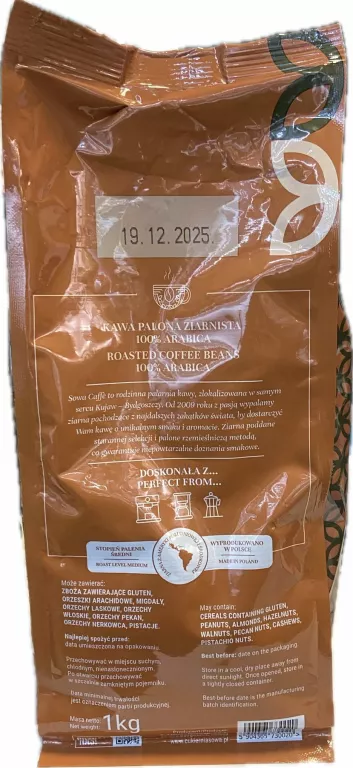 19.12.2025.
KAWA PALONA ZIARNISTA
100% ARABICA
ROASTED COFFEE BEANS
100% ARABICA
Sowa Caffè to rodzinna palarnia kawy, zlokalizowana w samym
sercu Kujaw – Bydgoszczy. Od 2009 roku z pasją wypalamy
ziarna pochodzące z najdalszych zakątków świata, by dostarczyć
Wam kawę o unikalnym smaku i aromacie. Ziarna poddane
starannej selekcji i palone rzemieślniczą metodą,
co gwarantuje niepowtarzalne doznania smakowe.
DOSKONAŁA Z...
PERFECT FROM...
STOPIEŃ PALENIA
ŚREDNI
ROAST LEVEL MEDIUM
WYPRODUKOWANO
W POLSCE
MADE IN POLAND
Może zawierać:
ZBOŻA ZAWIERAJĄCE GLUTEN,
ORZESZKI ARACHIDOWE, MIGDAŁY,
ORZECHY LASKOWE, ORZECHY
WŁOSKIE, ORZECHY PEKAN,
ORZECHY NERKOWCA, PISTACJE.
Najlepiej spożyć przed:
data umieszczona na opakowaniu
Przechowywać w miejscu suchym,
chłodnym, nienasłonecznionym.
Po otwarciu przechowywać
w szczelnie zamkniętym pojemniku.
Data minimalnej trwałości
jest oznaczeniem partii produkcyjnej.
Masa netto:
Net weight: 1kg
May contain:
CEREALS CONTAINING GLUTEN,
PEANUTS, ALMONDS, HAZELNUTS,
WALNUTS, PECAN NUTS, CASHEWS,
PISTACHIO NUTS.
Best before: date on the packaging
Store in a cool, dry place away from
direct sunlight. Once opened, store in
a tightly closed container.
Best before date is the manufacturing
batch identification.
www.cukierniasowa.pl
5 904365 730020